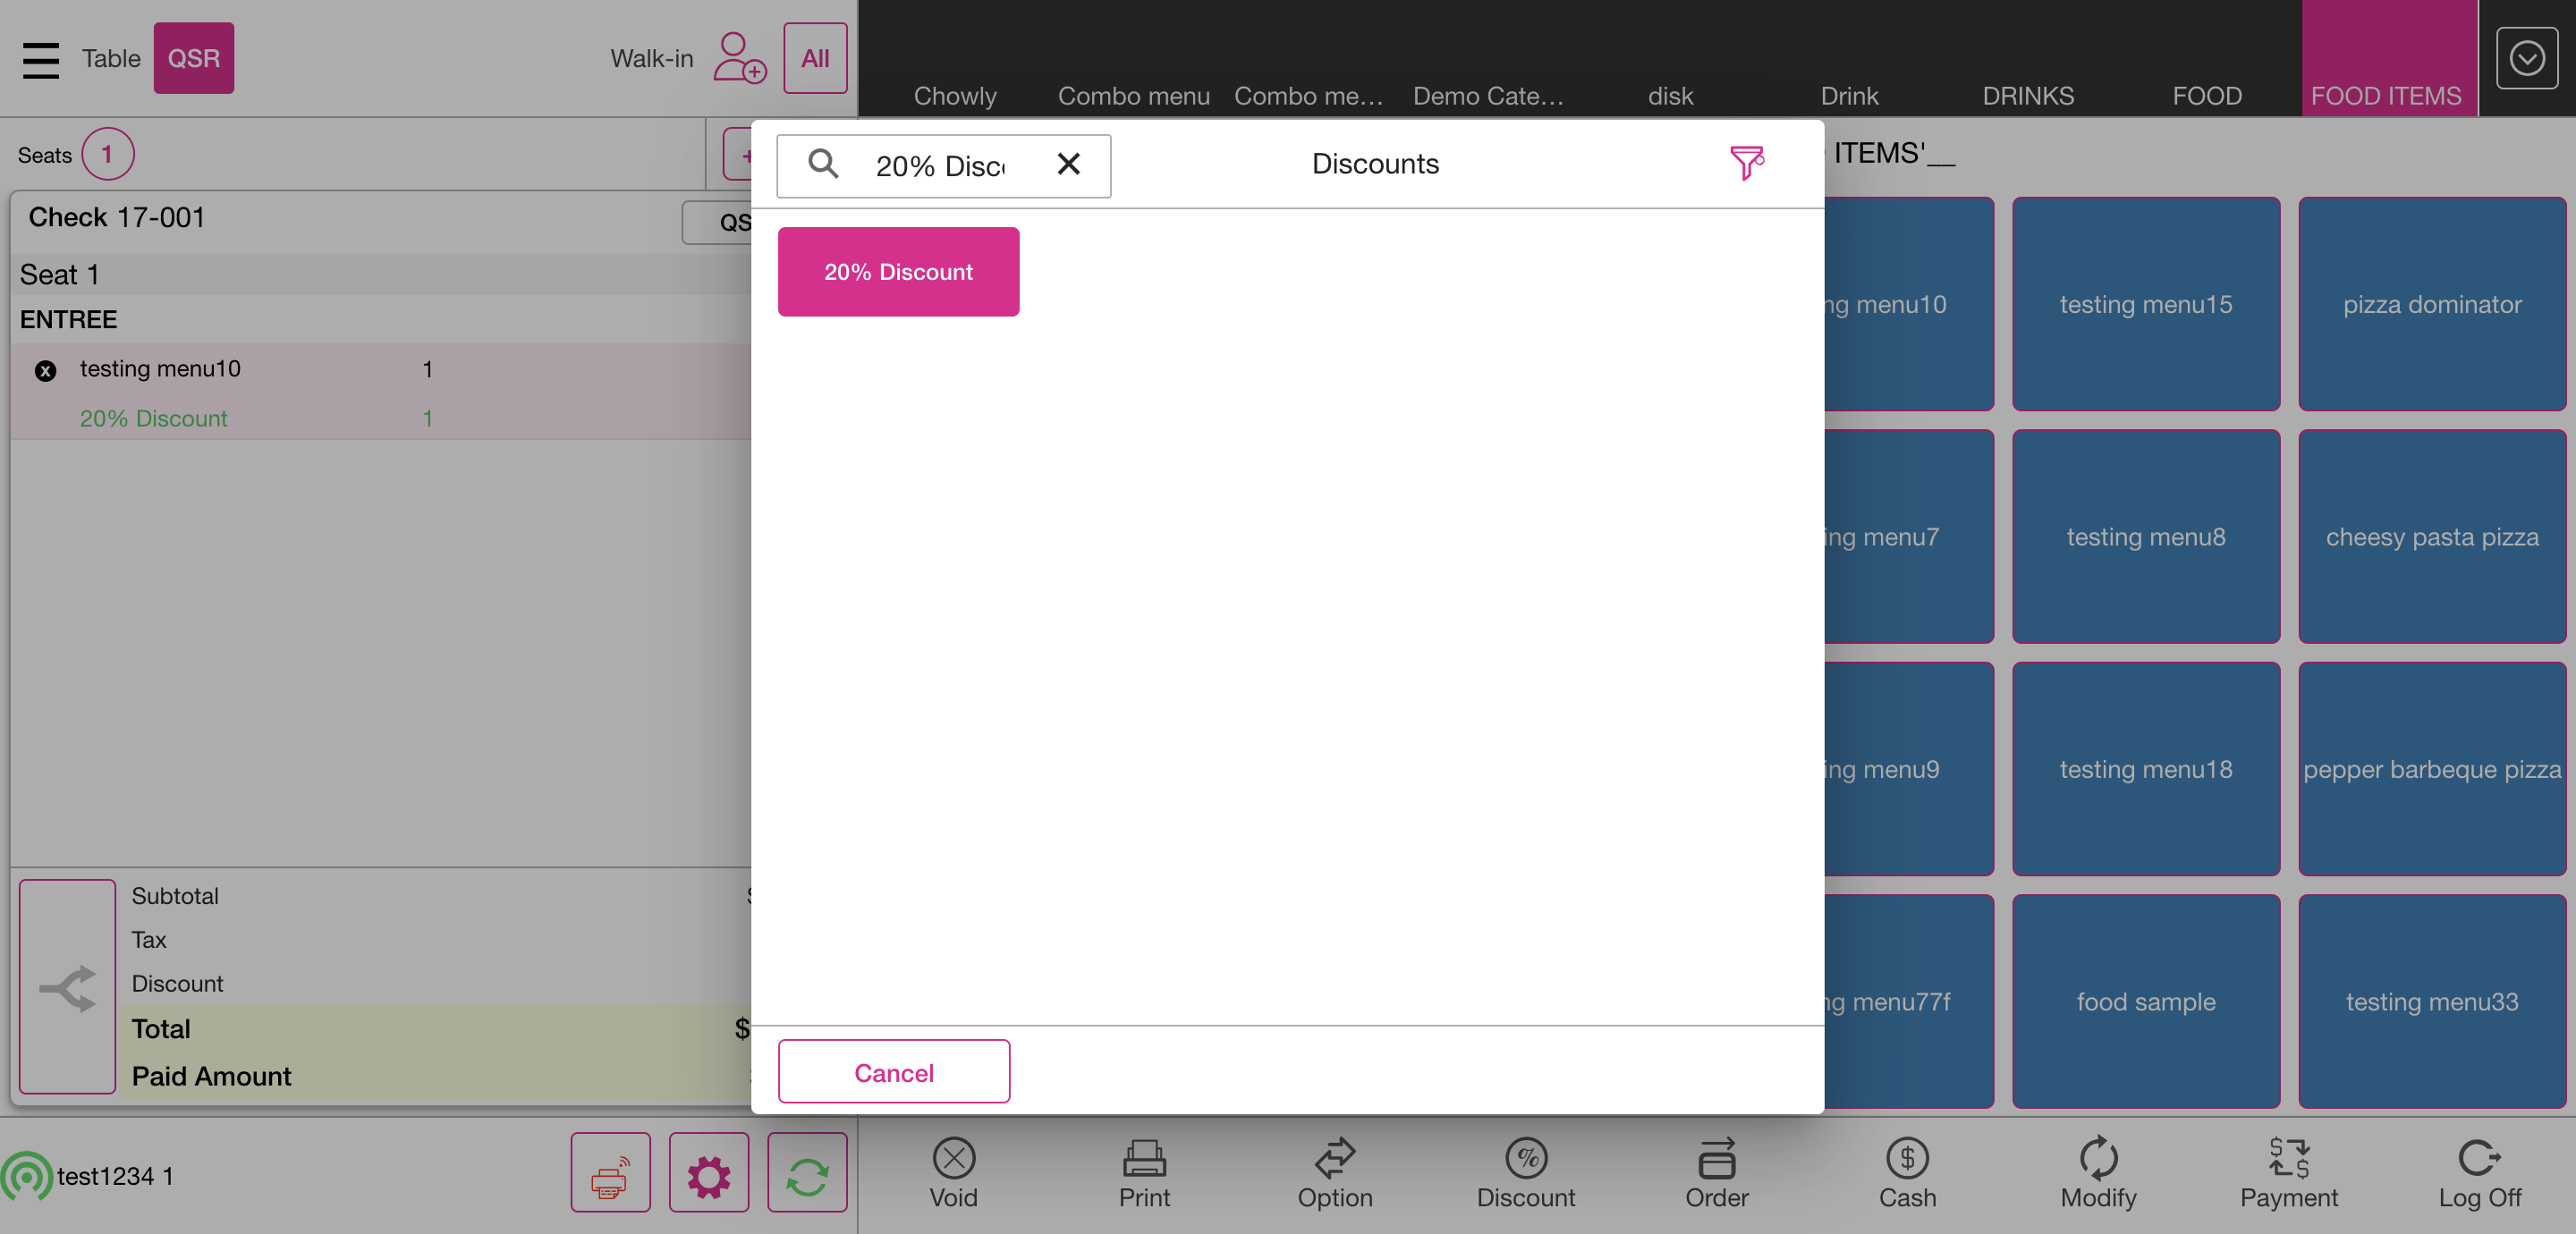 Table
QSR
Walk-in
All
Chowly
Combo menu
Combo me...
Demo Cate...
disk
Drink
DRINKS
FOOD
FOOD ITEMS
Seats 1
20% Disc
Discounts
ITEMS'__
Check 17-001
QS
Seat 1
ENTREE
testing menu10 1
20% Discount 1
20% Discount
ng menu10
testing menu15
pizza dominator
ing menu7
testing menu8
cheesy pasta pizza
ing menu9
testing menu18
pepper barbeque pizza
ng menu77f
food sample
testing menu33
Subtotal
Tax
Discount
Total $
Paid Amount
Cancel
test1234 1
Void
Print
Option
Discount
Order
Cash
Modify
Payment
Log Off